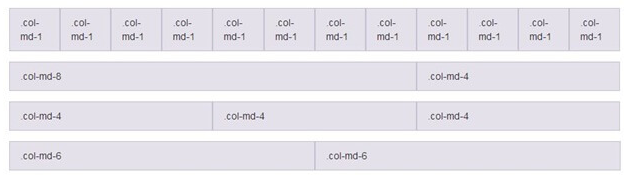 .col- .col- .col- .col- .col- .col- .col- .col- .col- .col- .col- .col-
md-1 md-1 md-1 md-1 md-1 md-1 md-1 md-1 md-1 md-1 md-1 md-1
.col-md-8 .col-md-4
.col-md-4 .col-md-4 .col-md-4
.col-md-6 .col-md-6